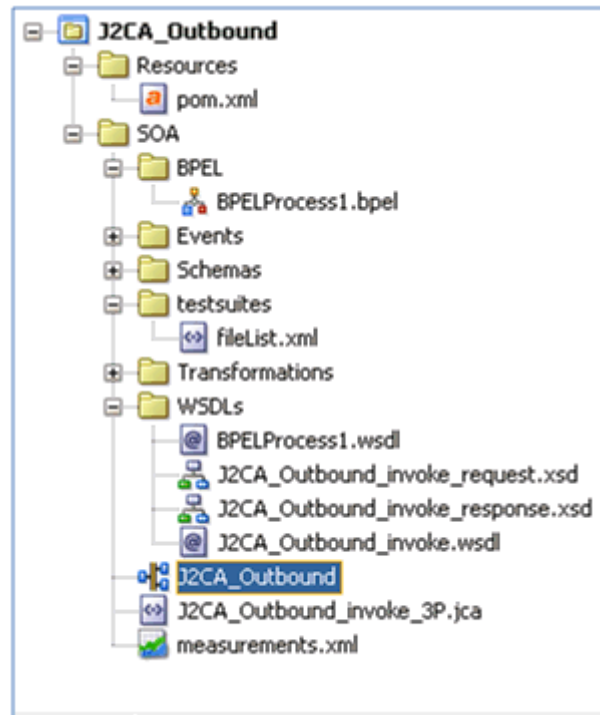 J2CA_Outbound
Resources
pom.xml
SOA
BPEL
BPELProcess1.bpel
Events
Schemas
testsuites
fileList.xml
Transformations
WSDLs
BPELProcess1.wsdl
J2CA_Outbound_invoke_request.xsd
J2CA_Outbound_invoke_response.xsd
J2CA_Outbound_invoke.wsdl
J2CA_Outbound
J2CA_Outbound_invoke_3P.jca
measurements.xml